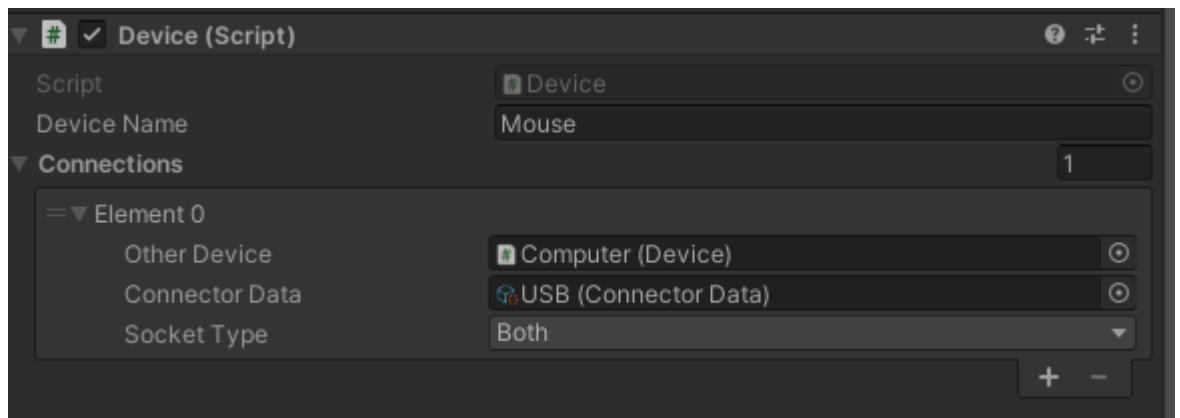 Device (Script)
Script Device
Device Name Mouse
Connections 1
Element 0
Other Device Computer (Device)
Connector Data USB (Connector Data)
Socket Type Both